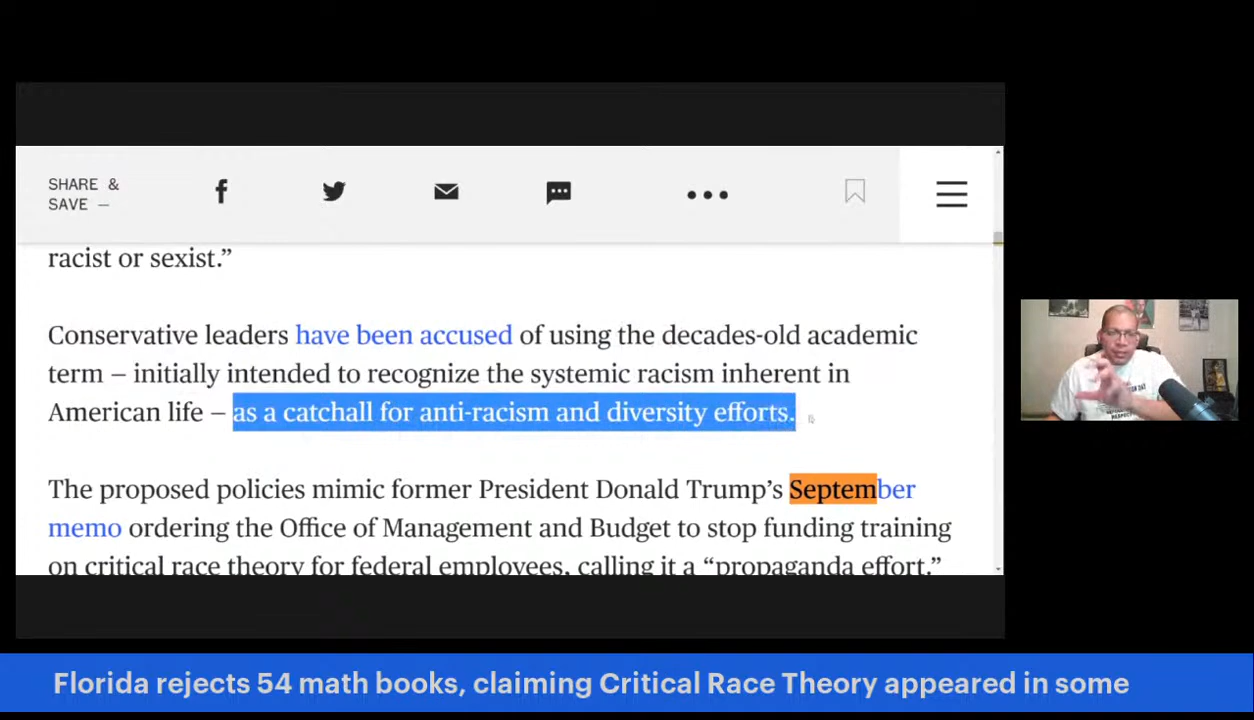 SHARE &
SAVE —
racist or sexist.”
Conservative leaders have been accused of using the decades-old academic
term – initially intended to recognize the systemic racism inherent in
American life – as a catchall for anti-racism and diversity efforts.
The proposed policies mimic former President Donald Trump’s September
memo ordering the Office of Management and Budget to stop funding training
on critical race theory for federal employees, calling it a “propaganda effort.”
Florida rejects 54 math books, claiming Critical Race Theory appeared in some